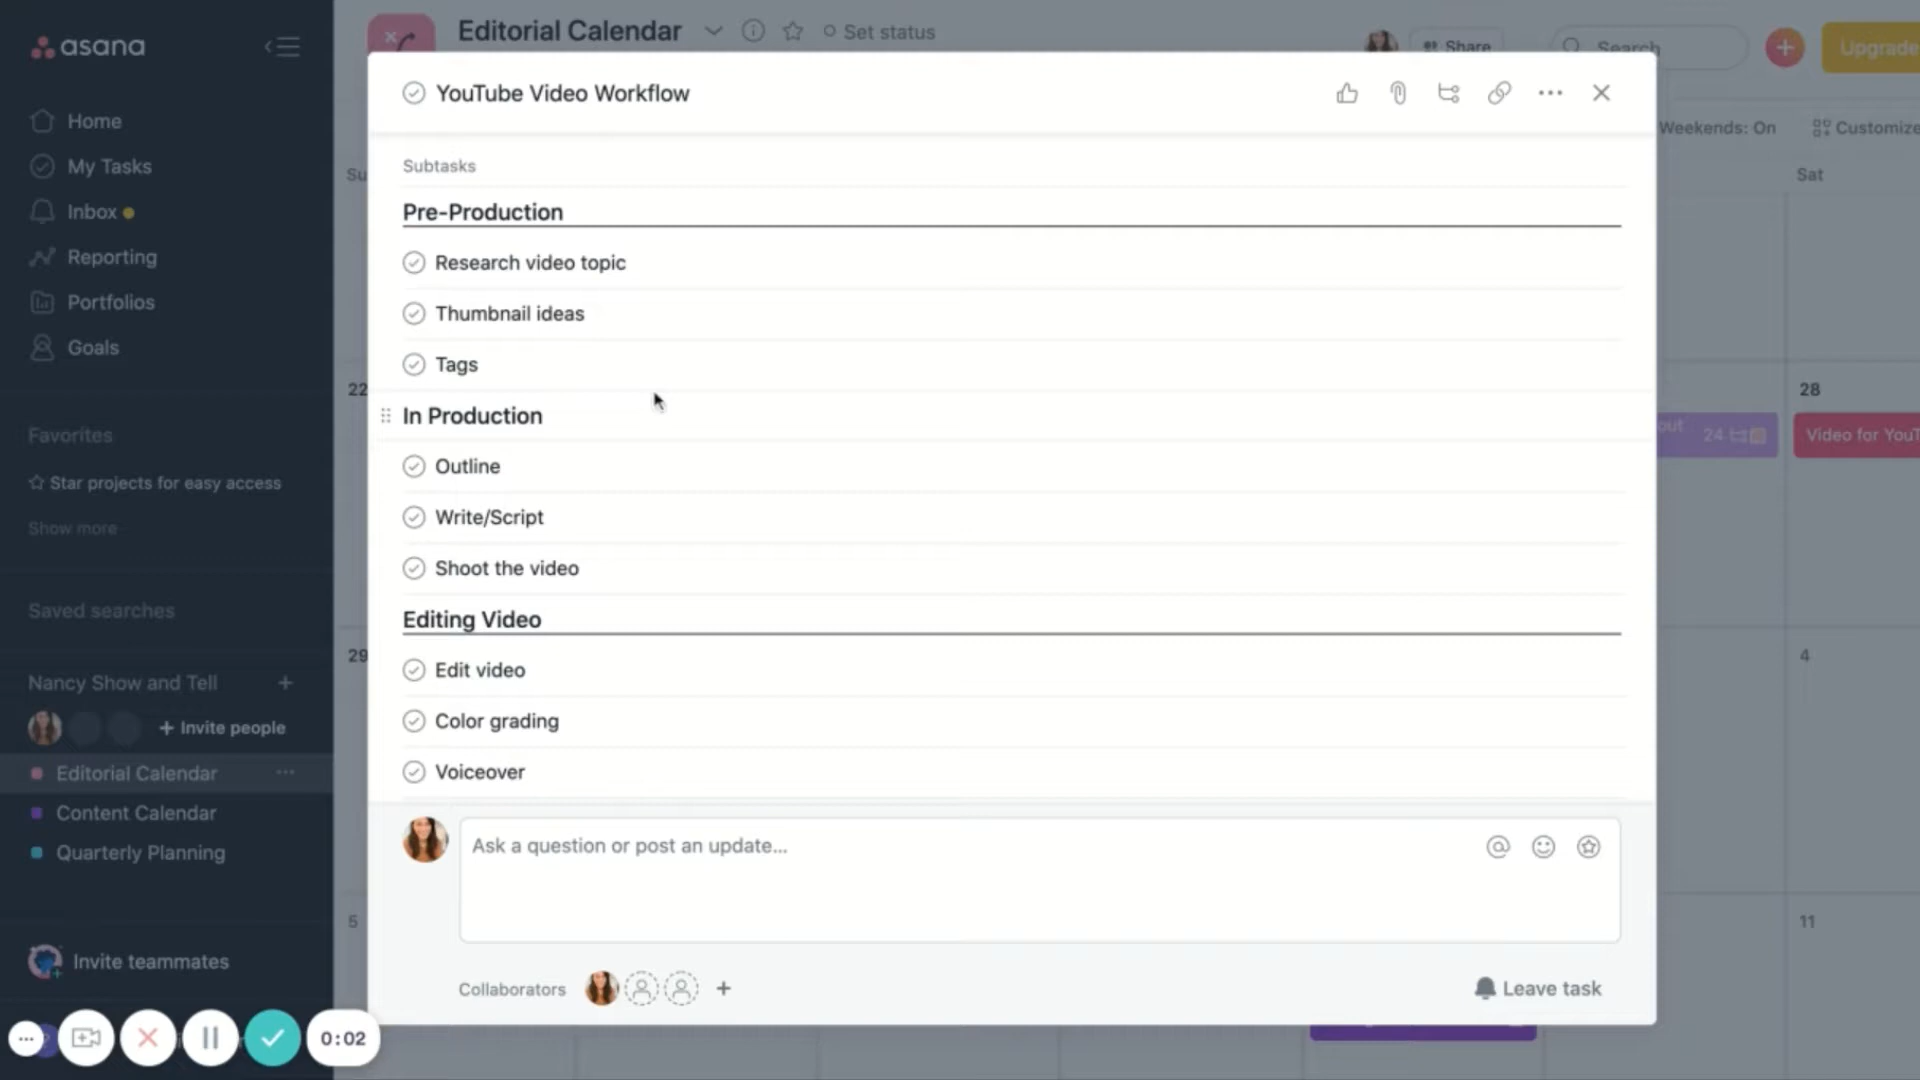 asana
Home
My Tasks
Inbox
Reporting
Portfolios
Goals
Favorites
Star projects for easy access
Show more
Saved searches
Nancy Show and Tell +
+ Invite people
Editorial Calendar ...
Content Calendar
Quarterly Planning
Invite teammates
0:02
Editorial Calendar
Set status
Share
Search
+
Upgrade
Weekends: On
Customize
Su
Sat
22
28
24
Video for YouT
29
4
5
11
YouTube Video Workflow
Subtasks
Pre-Production
Research video topic
Thumbnail ideas
Tags
In Production
Outline
Write/Script
Shoot the video
Editing Video
Edit video
Color grading
Voiceover
Ask a question or post an update...
Collaborators
+
Leave task